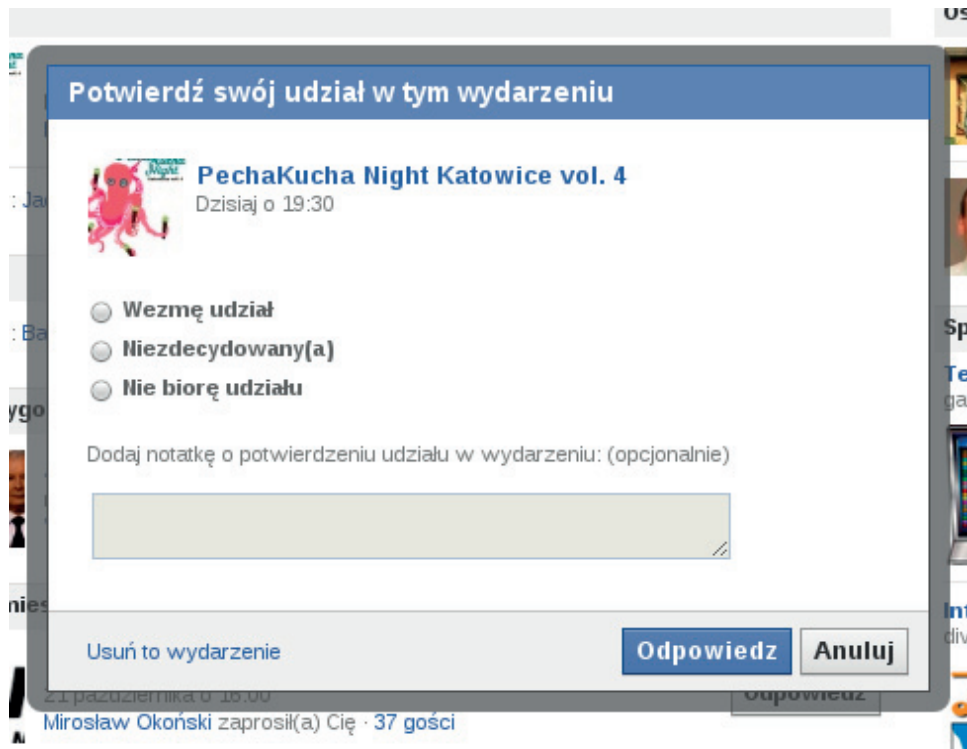 Potwierdź swój udział w tym wydarzeniu
Night
PechaKucha Night Katowice vol. 4
Dzisiaj o 19:30
Wezmę udział
Niezdecydowany(a)
Nie biorę udziału
Dodaj notatkę o potwierdzeniu udziału w wydarzeniu: (opcjonalnie)
Usuń to wydarzenie
Odpowiedz
Anuluj
21 października o 18:00
Odpowiedz
Mirosław Okoński zaprosił(a) Cię · 37 gości